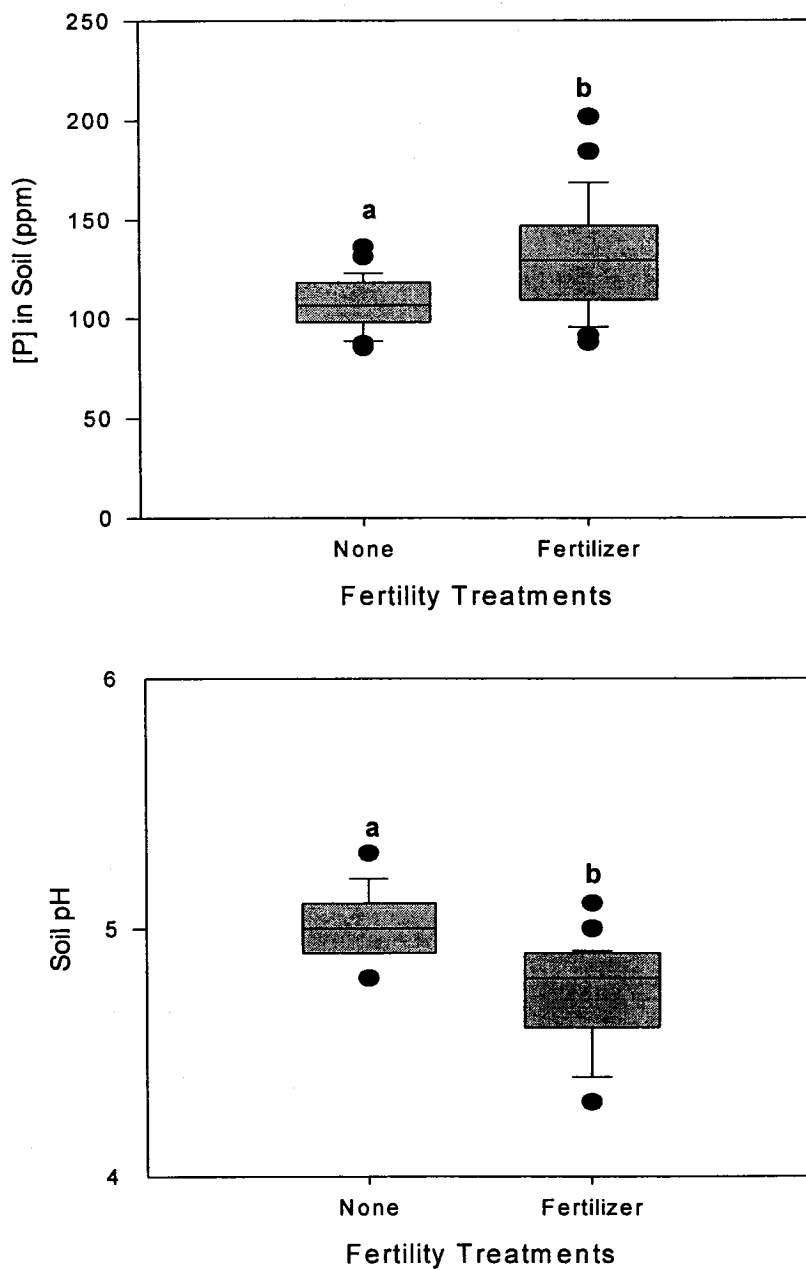 250
200
150
100
50
0
[P] in Soil (ppm)
a
b
None Fertilizer
Fertility Treatments
6
5
4
Soil pH
a
b
None Fertilizer
Fertility Treatments